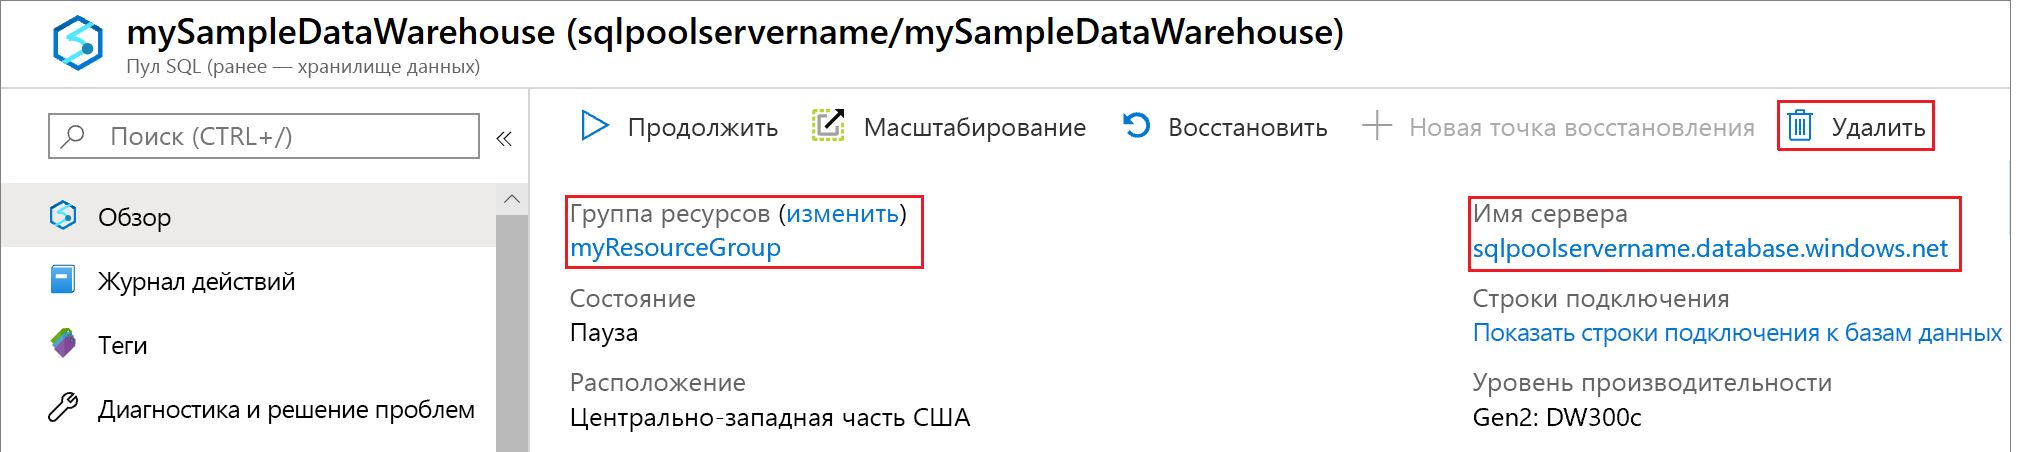 mySampleDataWarehouse (sqlpoolservername/mySampleDataWarehouse)
Пул SQL (ранее — хранилище данных)
Поиск (CTRL+/)
«
Продолжить
Масштабирование
Восстановить
Новая точка восстановления
Удалить
Обзор
Журнал действий
Теги
Диагностика и решение проблем
Группа ресурсов (изменить)
myResourceGroup
Состояние
Пауза
Расположение
Центрально-западная часть США
Имя сервера
sqlpoolservername.database.windows.net
Строки подключения
Показать строки подключения к базам данных
Уровень производительности
Gen2: DW300c